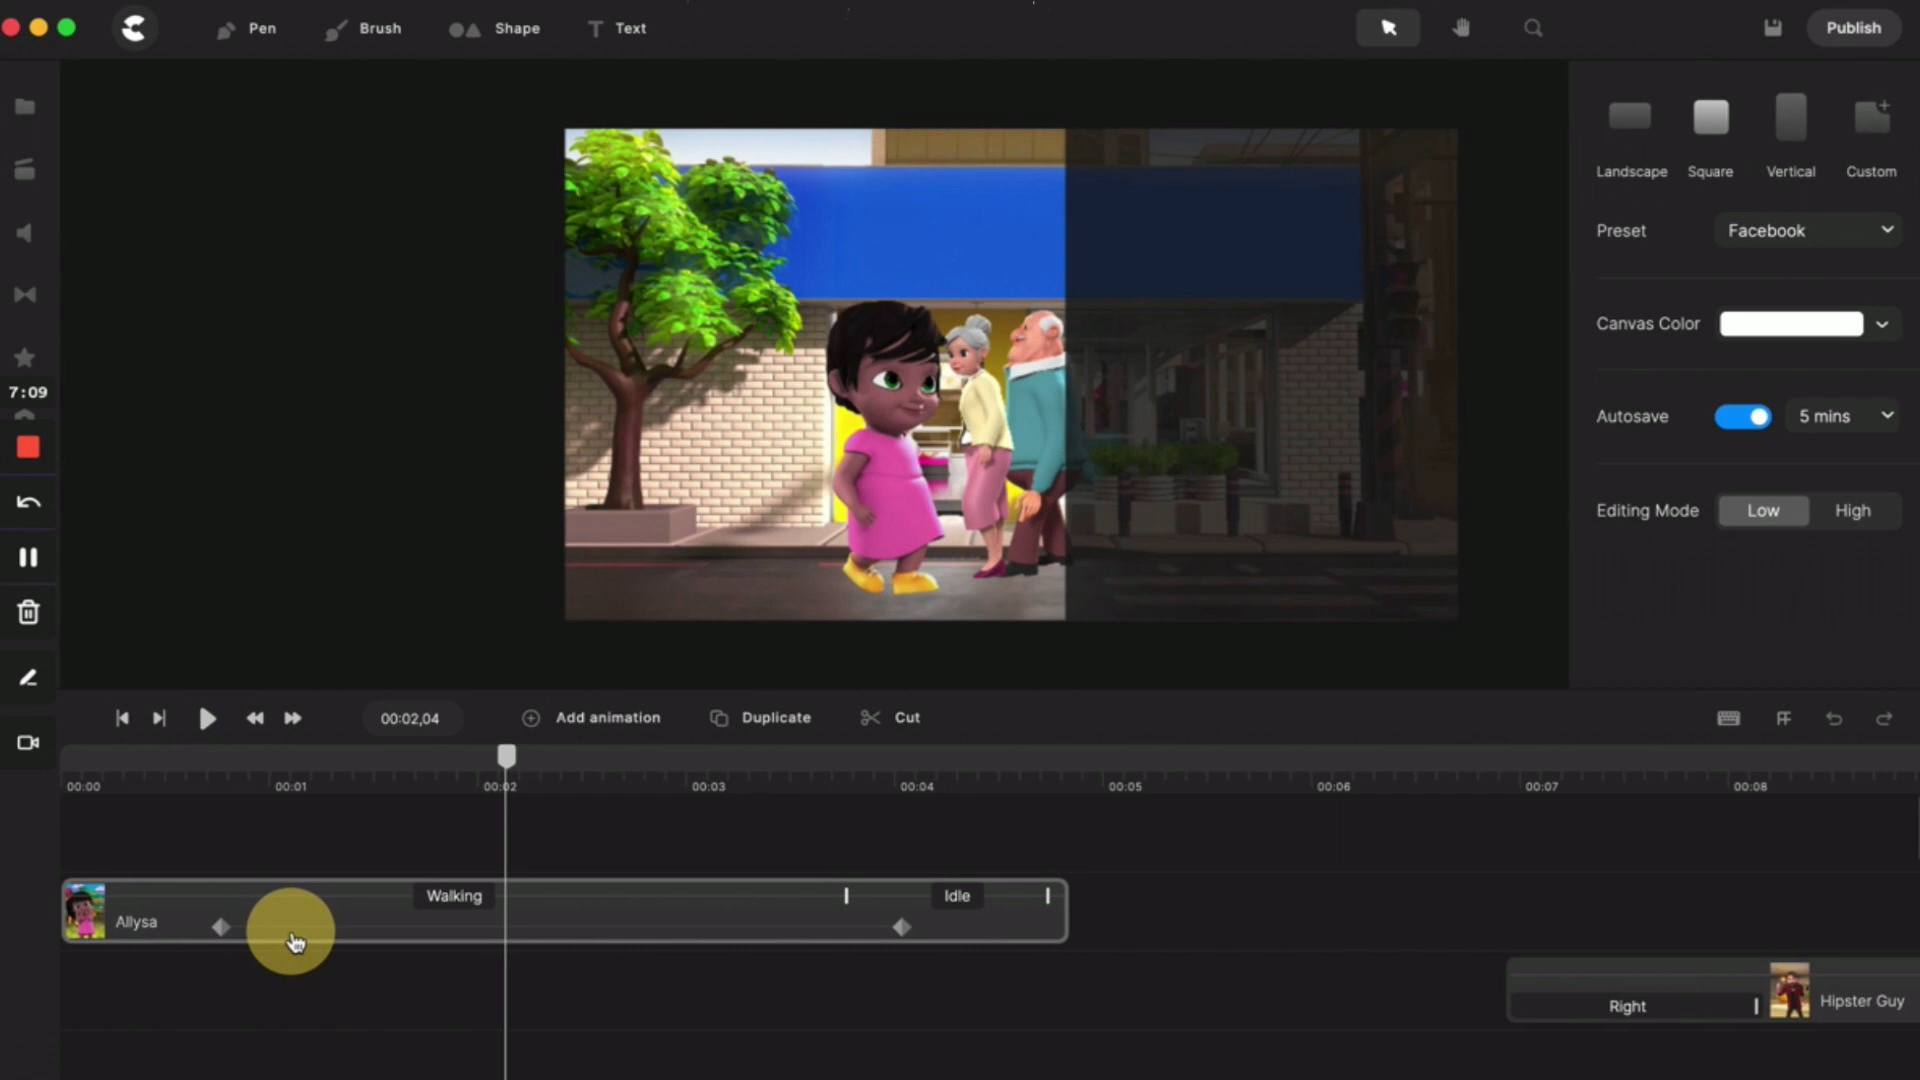 Pen
Brush
Shape
Text
Publish
Landscape
Square
Vertical
Custom
Preset
Facebook
Canvas Color
7:09
Autosave
5 mins
Editing Mode
Low
High
00:02,04
Add animation
Duplicate
Cut
00:00
00:01
00:02
00:03
00:04
00:05
00:06
00:07
00:08
Walking
Idle
Allysa
Right
Hipster Guy